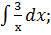 ∫ 3/x dx;